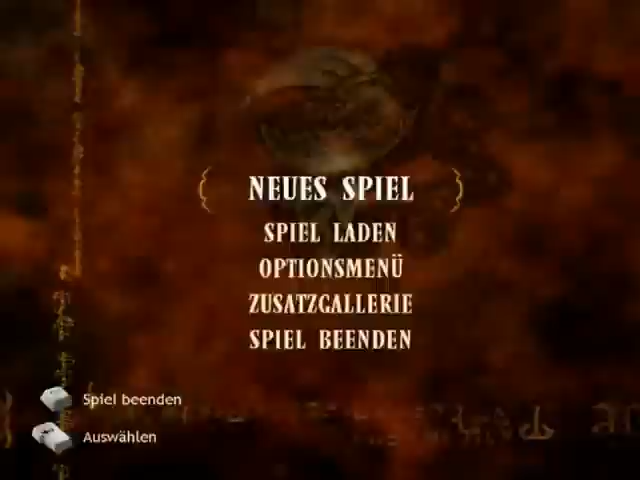 NEUES SPIEL
SPIEL LADEN
OPTIONSMENÜ
ZUSATZGALLERIE
SPIEL BEENDEN
Spiel beenden
Auswählen